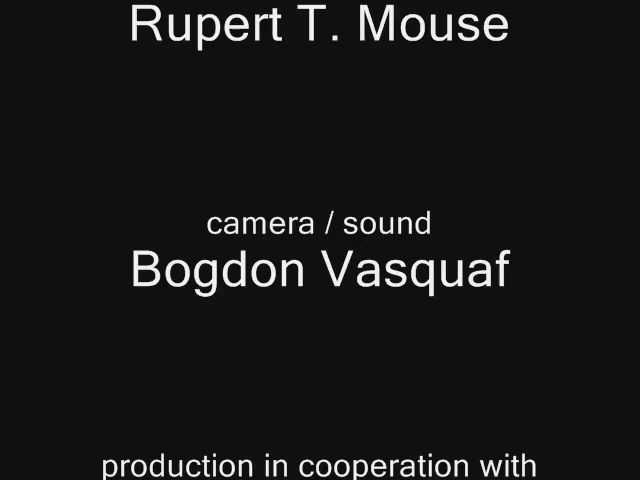 Rupert T. Mouse
camera / sound
Bogdon Vasquaf
production in cooperation with